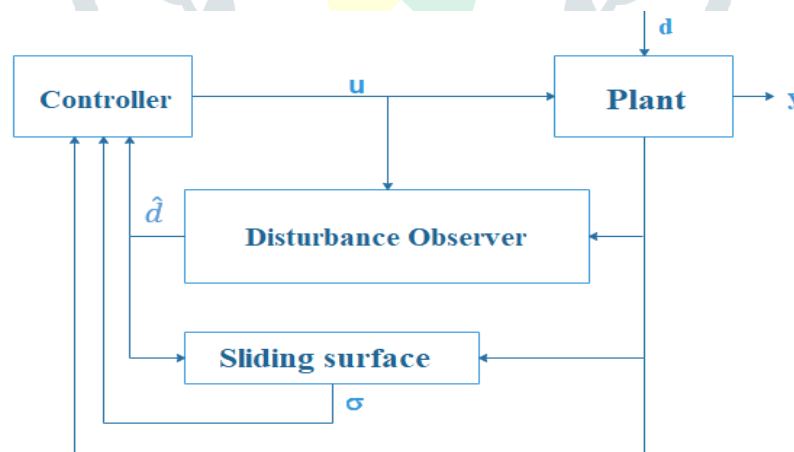 d
Controller
u
Plant
y
d̂
Disturbance Observer
Sliding surface
σ